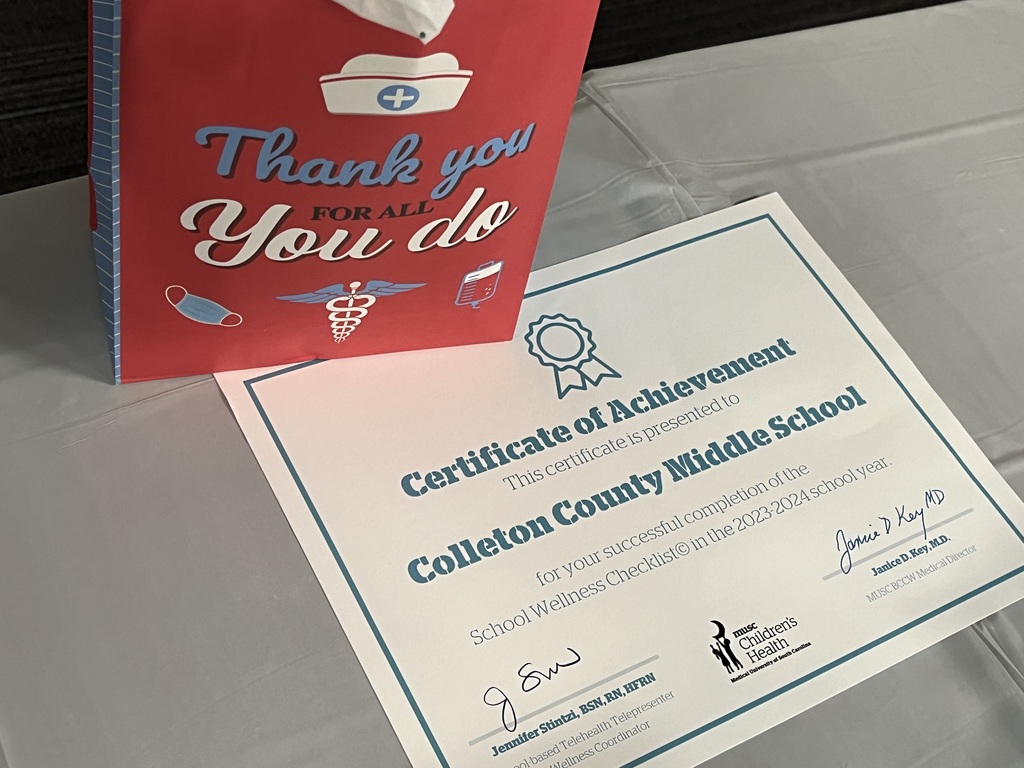 Thank you
FOR ALL
You do
Certificate of Achievement
This certificate is presented to
Colleton County Middle School
for your successful completion of the
School Wellness Checklist© in the 2023-2024 school year.
Janice D Key MD
Janice D. Key, M.D.
MUSC BCCW Medical Director
Jennifer Stintzi, BSN, RN, HFRN
ool-based Telehealth Telepresenter
Wellness Coordinator
MUSC
Children's
Health
Medical University of South Carolina